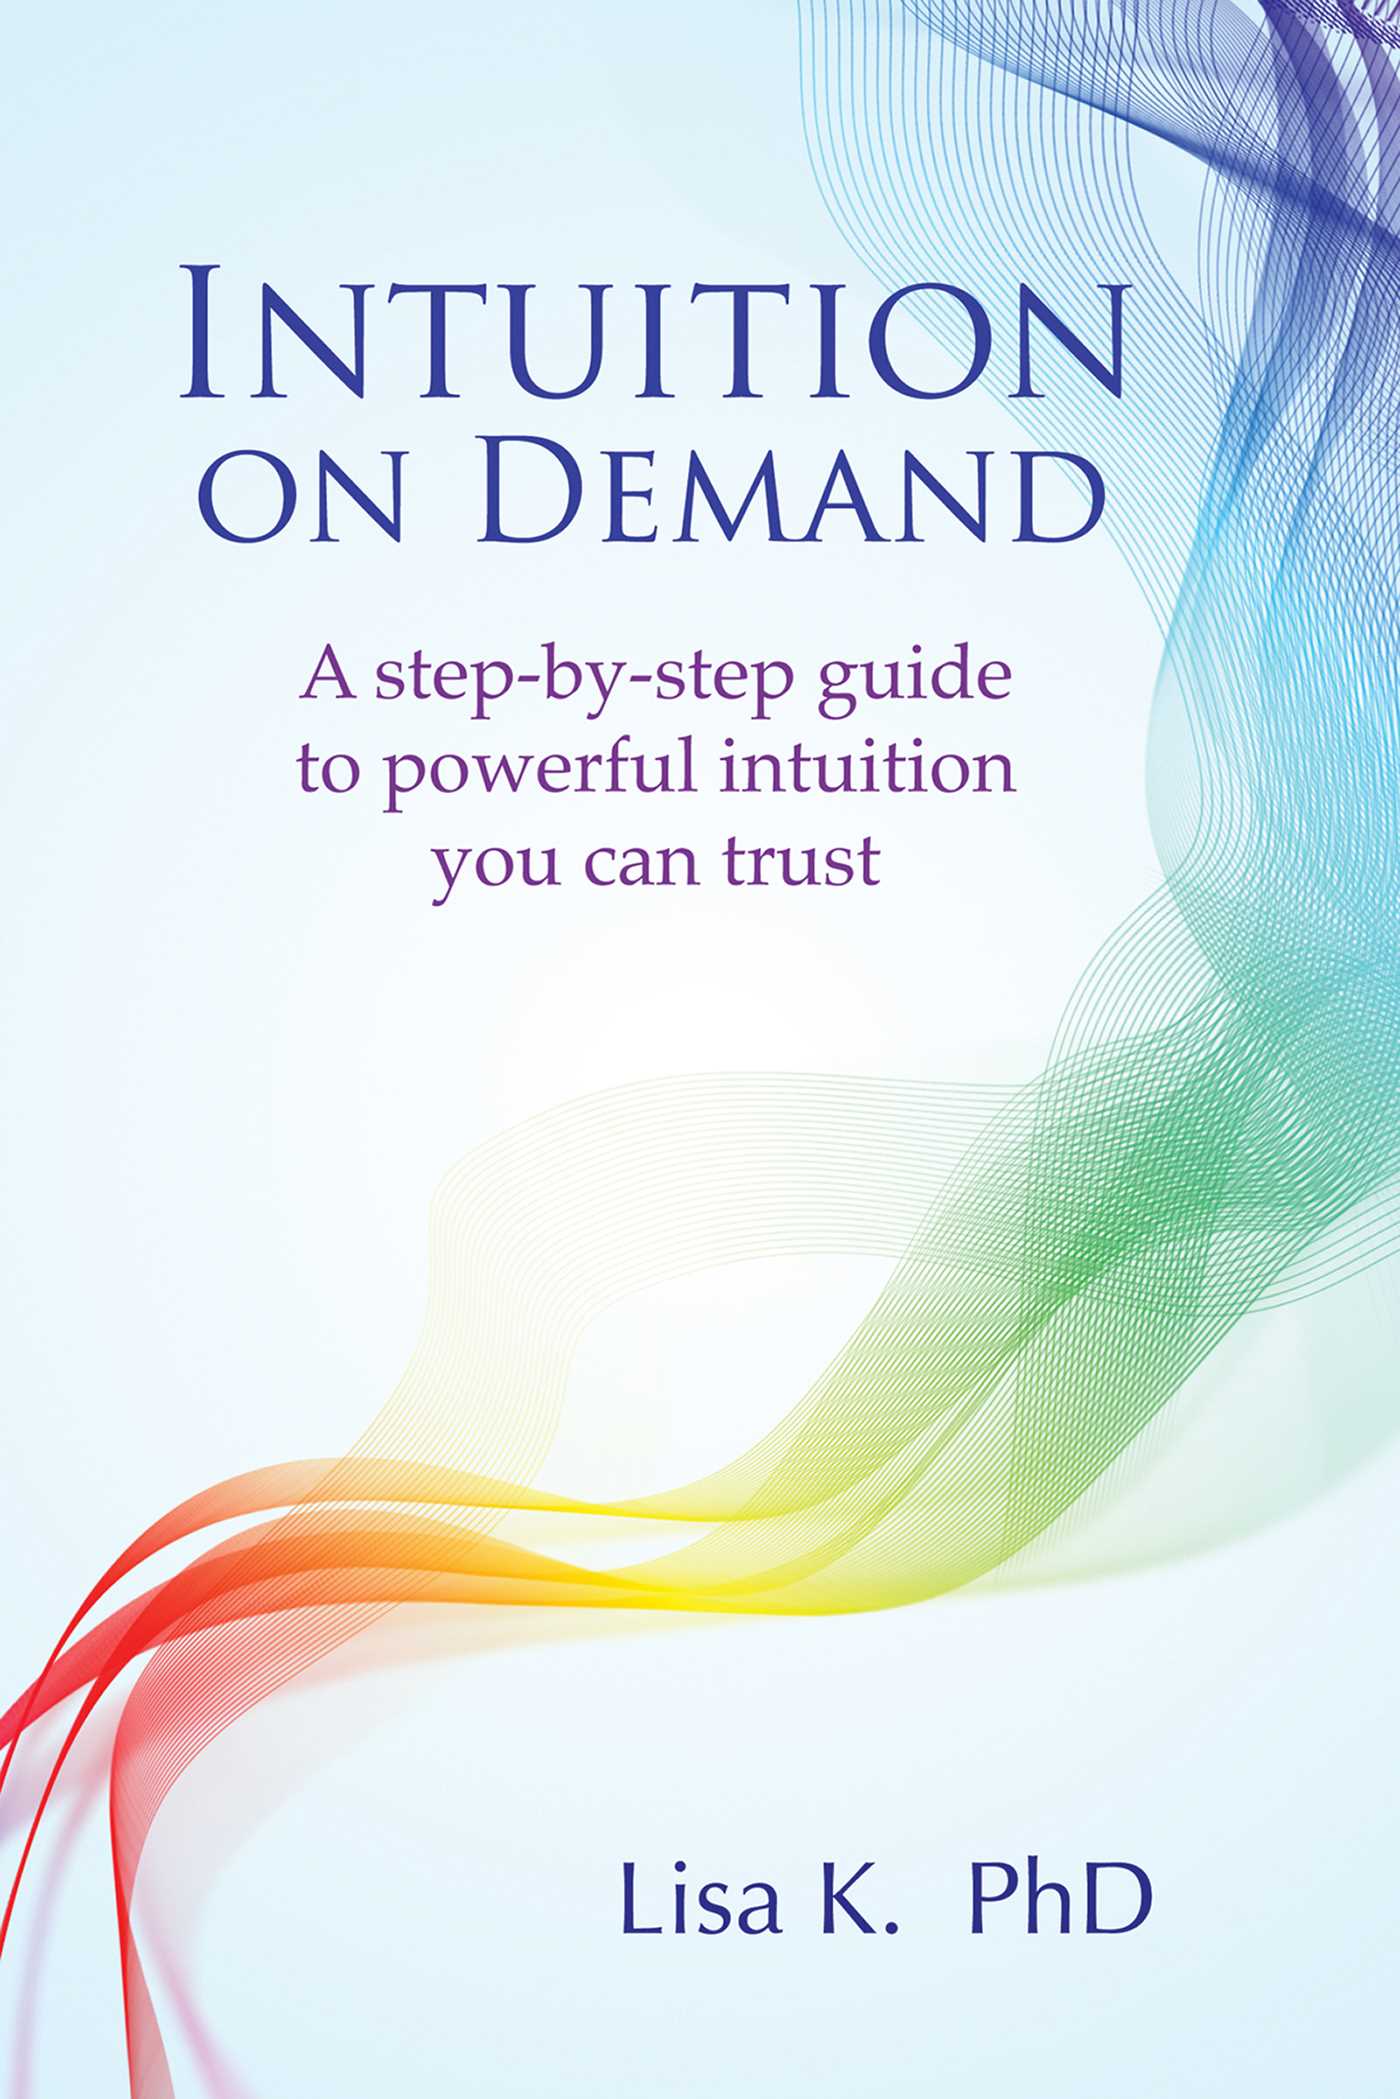 INTUITION
ON DEMAND
A step-by-step guide
to powerful intuition
you can trust
Lisa K. PhD